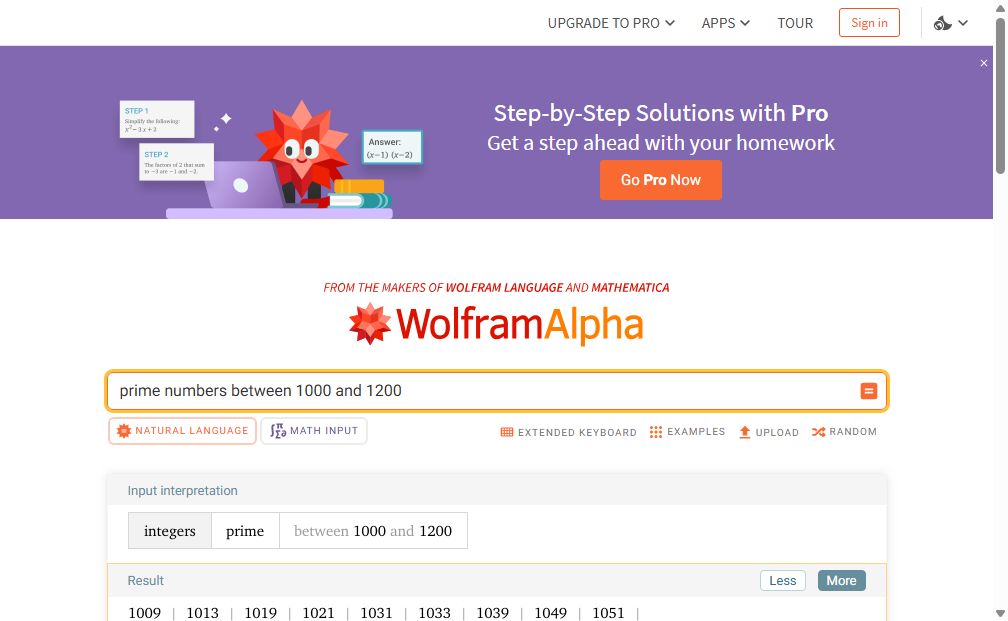 UPGRADE TO PRO APPS TOUR Sign in
×
STEP 1
Simplify the following:
x² − 3 x + 2
STEP 2
The factors of 2 that sum
to −3 are −1 and −2.
Answer:
(x−1) (x−2)
Step-by-Step Solutions with Pro
Get a step ahead with your homework
Go Pro Now
FROM THE MAKERS OF WOLFRAM LANGUAGE AND MATHEMATICA
WolframAlpha
prime numbers between 1000 and 1200
NATURAL LANGUAGE MATH INPUT EXTENDED KEYBOARD EXAMPLES UPLOAD RANDOM
Input interpretation
integers prime between 1000 and 1200
Result Less More
1009 | 1013 | 1019 | 1021 | 1031 | 1033 | 1039 | 1049 | 1051 |